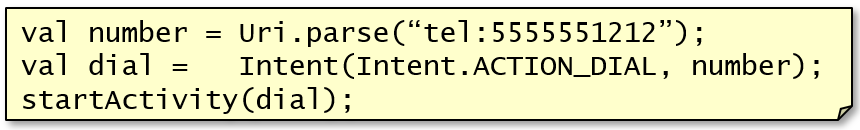 val number = Uri.parse(“tel:5555551212”);
val dial =   Intent(Intent.ACTION_DIAL, number);
startActivity(dial);